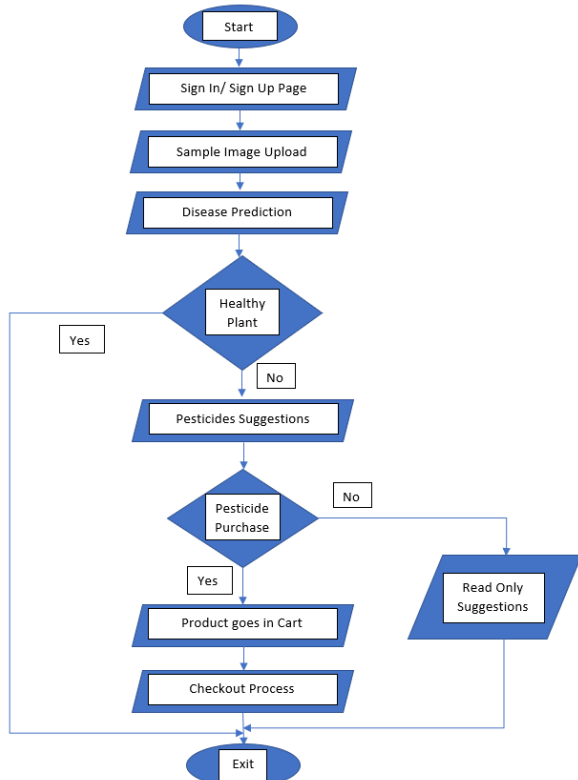 Start
Sign In/ Sign Up Page
Sample Image Upload
Disease Prediction
Healthy
Plant
Yes
No
Pesticides Suggestions
Pesticide
Purchase
No
Yes
Read Only
Suggestions
Product goes in Cart
Checkout Process
Exit